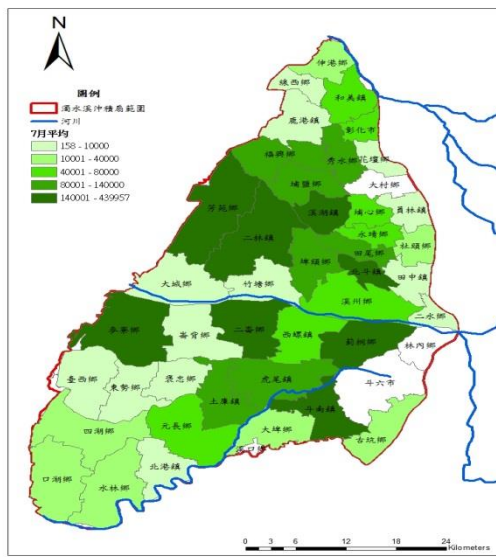 N
圖例
濁水溪沖積扇範圍
河川
7月平均
158 - 10000
10001 - 40000
40001 - 80000
80001 - 140000
140001 - 439957
伸港鄉
線西鄉
和美鎮
鹿港鎮
彰化市
福興鄉
秀水鄉
花壇鄉
埔鹽鄉
大村鄉
芳苑鄉
溪湖鎮
埔心鄉
員林鎮
永靖鄉
二林鎮
社頭鄉
埤頭鄉
田尾鄉
北斗鎮
田中鎮
大城鄉
竹塘鄉
溪州鄉
二水鄉
麥寮鄉
崙背鄉
二崙鄉
西螺鎮
莿桐鄉
林內鄉
臺西鄉
東勢鄉
褒忠鄉
虎尾鎮
斗六市
土庫鎮
斗南鎮
四湖鄉
元長鄉
大埤鄉
古坑鄉
北港鎮
口湖鄉
水林鄉
0 3 6 12 18 24
Kilometers